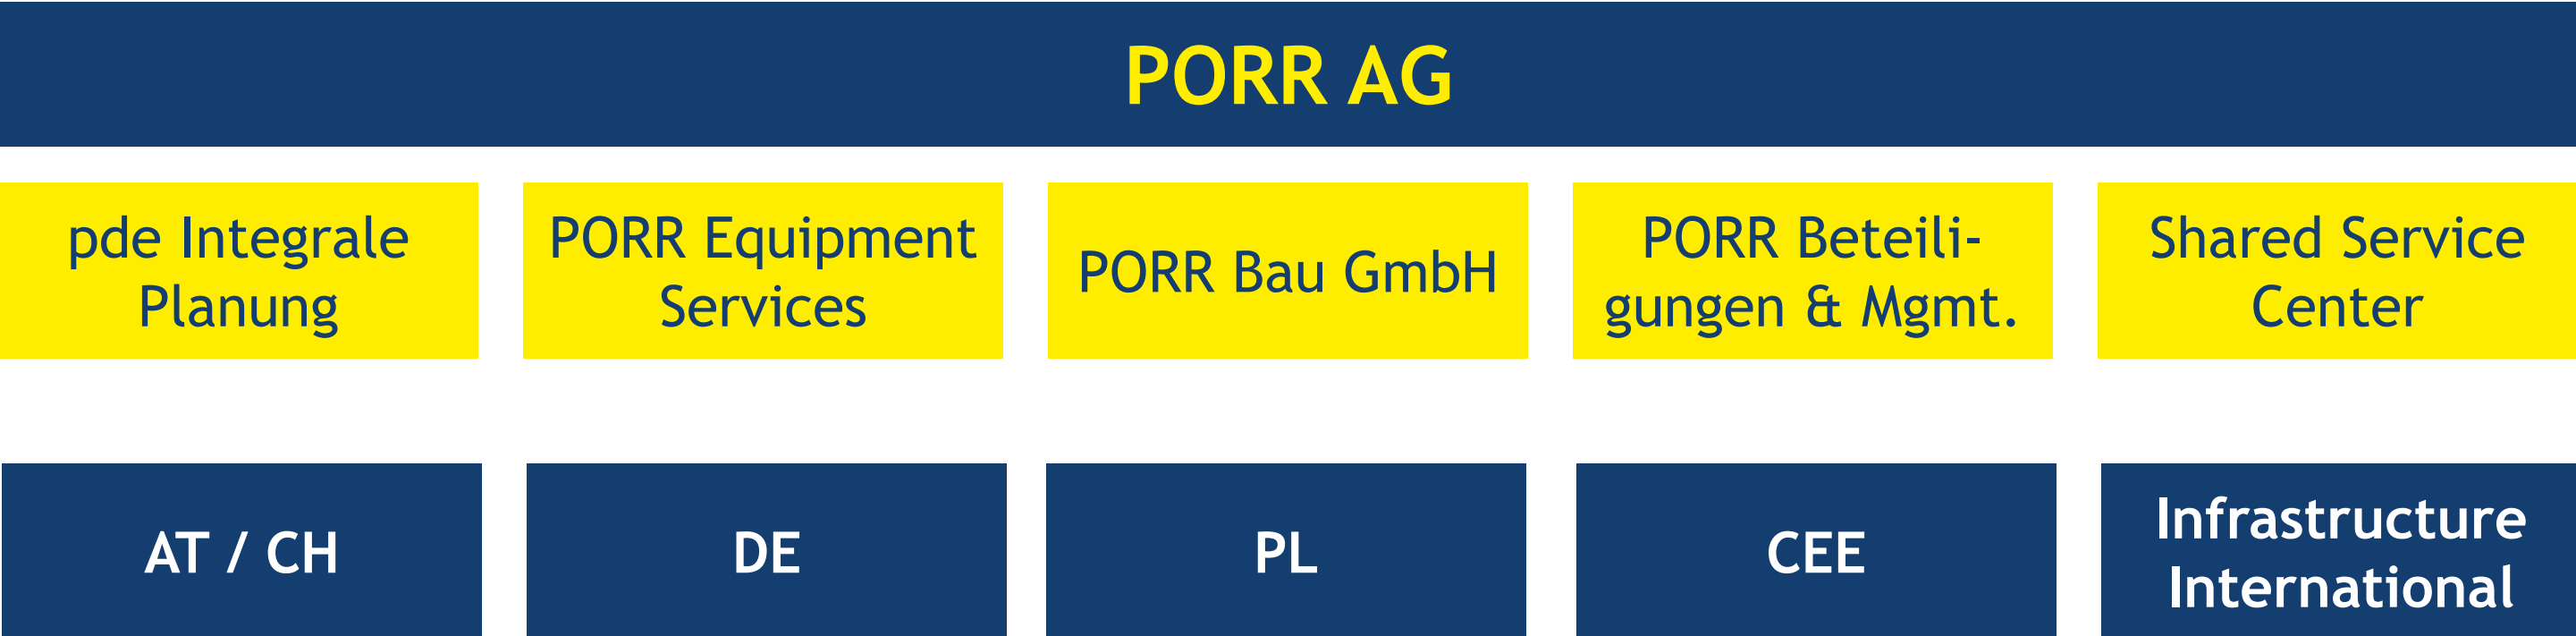 PORR AG
pde Integrale
Planung
PORR Equipment
Services
PORR Bau GmbH
PORR Beteili-
gungen & Mgmt.
Shared Service
Center
AT / CH
DE
PL
CEE
Infrastructure
International